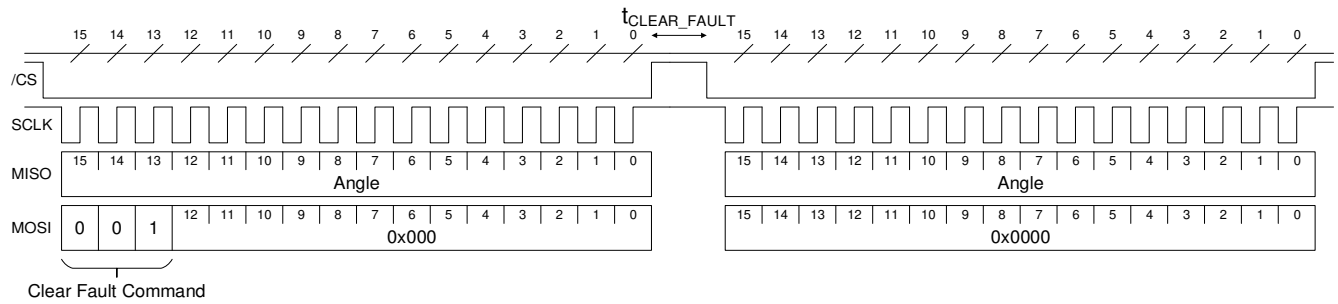 tCLEAR_FAULT
15 14 13 12 11 10 9 8 7 6 5 4 3 2 1 0 15 14 13 12 11 10 9 8 7 6 5 4 3 2 1 0
/CS
SCLK
MISO 15 14 13 12 11 10 9 8 7 6 5 4 3 2 1 0 15 14 13 12 11 10 9 8 7 6 5 4 3 2 1 0
Angle Angle
MOSI 0 0 1 12 11 10 9 8 7 6 5 4 3 2 1 0 15 14 13 12 11 10 9 8 7 6 5 4 3 2 1 0
0x000 0x0000
Clear Fault Command